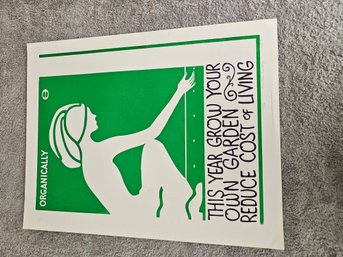 ORGANICALLY
THIS YEAR GROW YOUR
OWN GARDEN
REDUCE COST OF LIVING